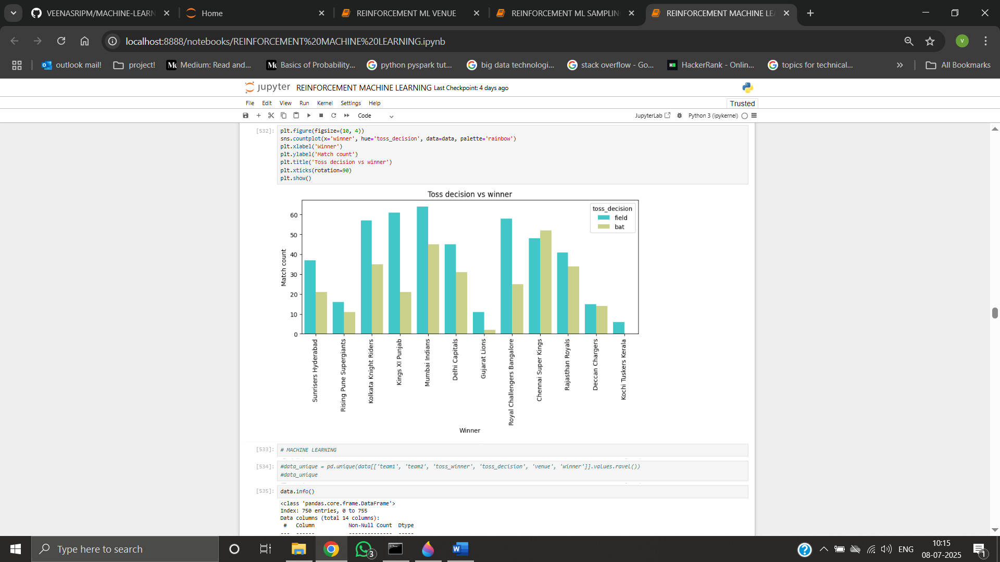 VEENASRIPM/MACHINE-LEARN
Home
REINFORCEMENT ML VENUE
REINFORCEMENT ML SAMPLIN
REINFORCEMENT MACHINE LE
localhost:8888/notebooks/REINFORCEMENT%20MACHINE%20LEARNING.ipynb
V
outlook mail!
project!
Medium: Read and...
Basics of Probability...
python pyspark tut...
big data technologi...
stack overflow - Go...
HackerRank - Onlin...
topics for technical...
All Bookmarks
jupyter
REINFORCEMENT MACHINE LEARNING Last Checkpoint: 4 days ago
File Edit View Run Kernel Settings Help
Trusted
Code
JupyterLab
Python 3 (ipykernel)
[532]:
plt.figure(figsize=(10, 4))
sns.countplot(x='winner', hue='toss_decision', data=data, palette='rainbow')
plt.xlabel('Winner')
plt.ylabel('Match count')
plt.title('Toss decision vs winner')
plt.xticks(rotation=90)
plt.show()
Toss decision vs winner
toss_decision
field
bat
Match count
60
50
40
30
20
10
0
Sunrisers Hyderabad
Rising Pune Supergiants
Kolkata Knight Riders
Kings XI Punjab
Mumbai Indians
Delhi Capitals
Gujarat Lions
Royal Challengers Bangalore
Chennai Super Kings
Rajasthan Royals
Deccan Chargers
Kochi Tuskers Kerala
Winner
[533]:
# MACHINE LEARNING
[534]:
#data_unique = pd.unique(data[['team1', 'team2', 'toss_winner', 'toss_decision', 'venue', 'winner']].values.ravel())
#data_unique
[535]:
data.info()
<class 'pandas.core.frame.DataFrame'>
Index: 750 entries, 0 to 755
Data columns (total 14 columns):
# Column Non-Null Count Dtype
--- ------ -------------- -----
Type here to search
3
ENG
10:15
08-07-2025
1